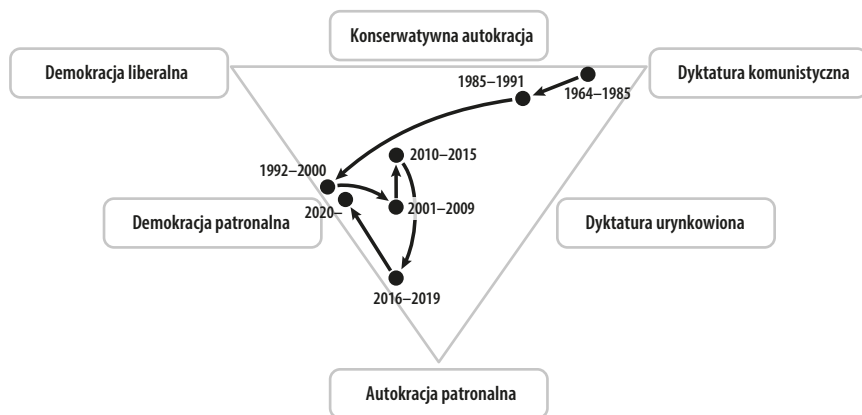 Konserwatywna autokracja
Demokracja liberalna
Dyktatura komunistyczna
1985–1991
1964–1985
2010–2015
1992–2000
2020–
2001–2009
Demokracja patronalna
Dyktatura urynkowiona
2016–2019
Autokracja patronalna